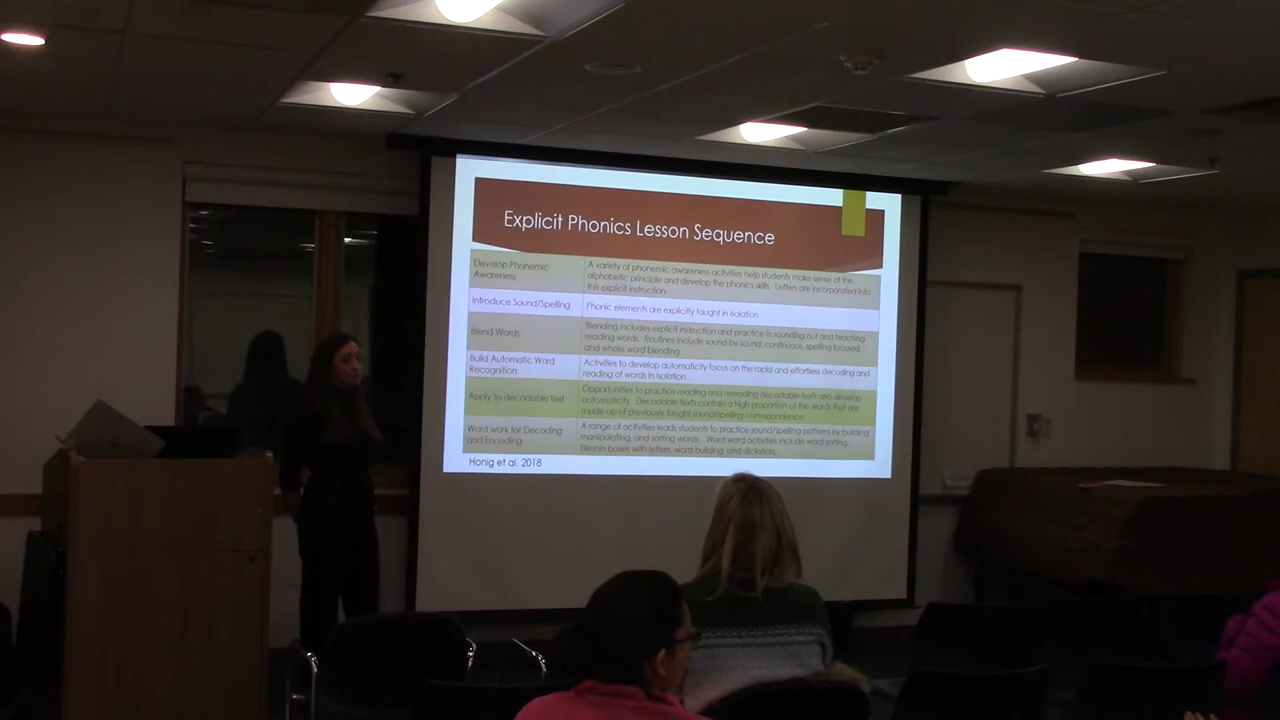 Explicit Phonics Lesson Sequence
Develop Phonemic
Awareness
A variety of phonemic awareness activities help students make sense of the
alphabetic principle and develop the phonics skills. Letters are incorporated into
this explicit instruction
Introduce Sound/Spelling
Phonic elements are explicitly taught in isolation
Blend Words
Blending includes explicit instruction and practice in sounding out and teaching
reading words. Routines include sound by sound, continuous, spelling focused
and whole word blending
Build Automatic Word
Recognition
Activities to develop automaticity focus on the rapid and effortless decoding and
reading of words in isolation
Apply to decodable text
Opportunities to practice reading and rereading decodable texts also develop
automaticity. Decodable texts contain a high proportion of the words that are
made up of previously taught sound/spelling correspondence
Word work for Decoding
and Encoding
A range of activities leads students to practice sound/spelling patterns by building
manipulating, and sorting words. Word word activities include word sorting,
Elkonin boxes with letters, word building, and dictation.
Honig et al. 2018